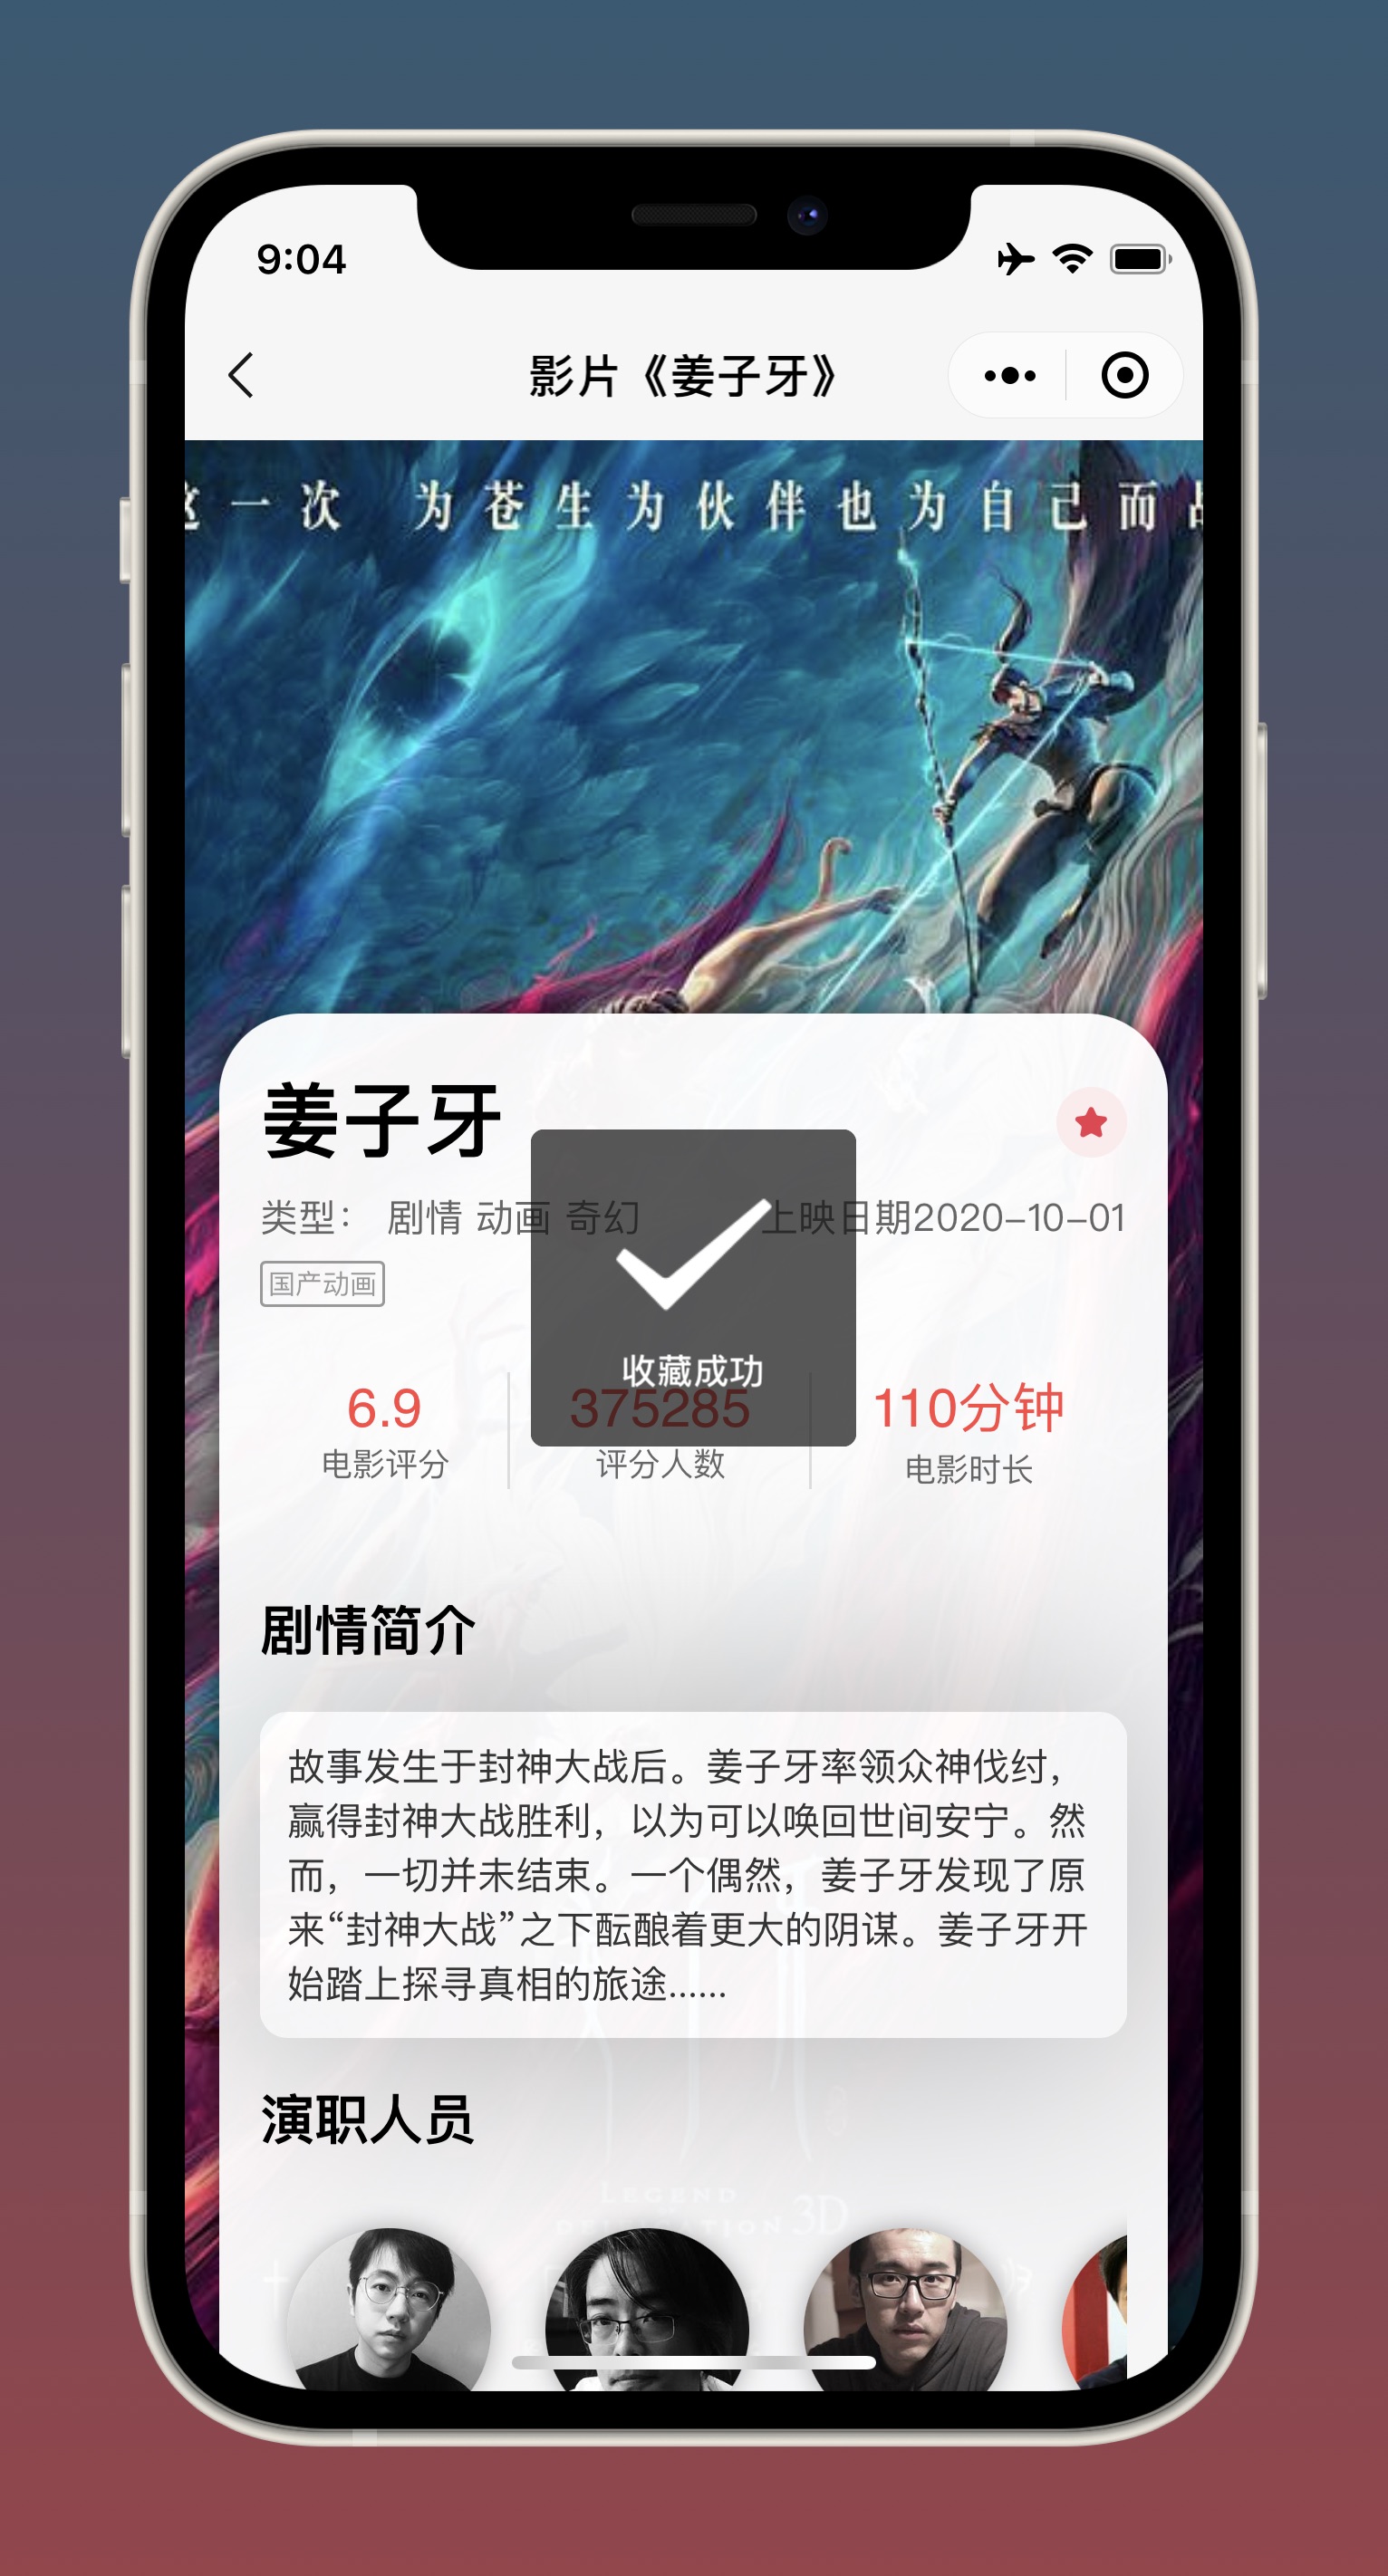 9:04
影片《姜子牙》
一次 为苍生为伙伴也为自己而
姜子牙
类型： 剧情 动画 奇幻 上映日期2020-10-01
国产动画
收藏成功
6.9 375285 110分钟
电影评分 评分人数 电影时长
剧情简介
故事发生于封神大战后。姜子牙率领众神伐纣，
赢得封神大战胜利，以为可以唤回世间安宁。然
而，一切并未结束。一个偶然，姜子牙发现了原
来“封神大战”之下酝酿着更大的阴谋。姜子牙开
始踏上探寻真相的旅途......
演职人员
LEGEND
DEIFICATION 3D